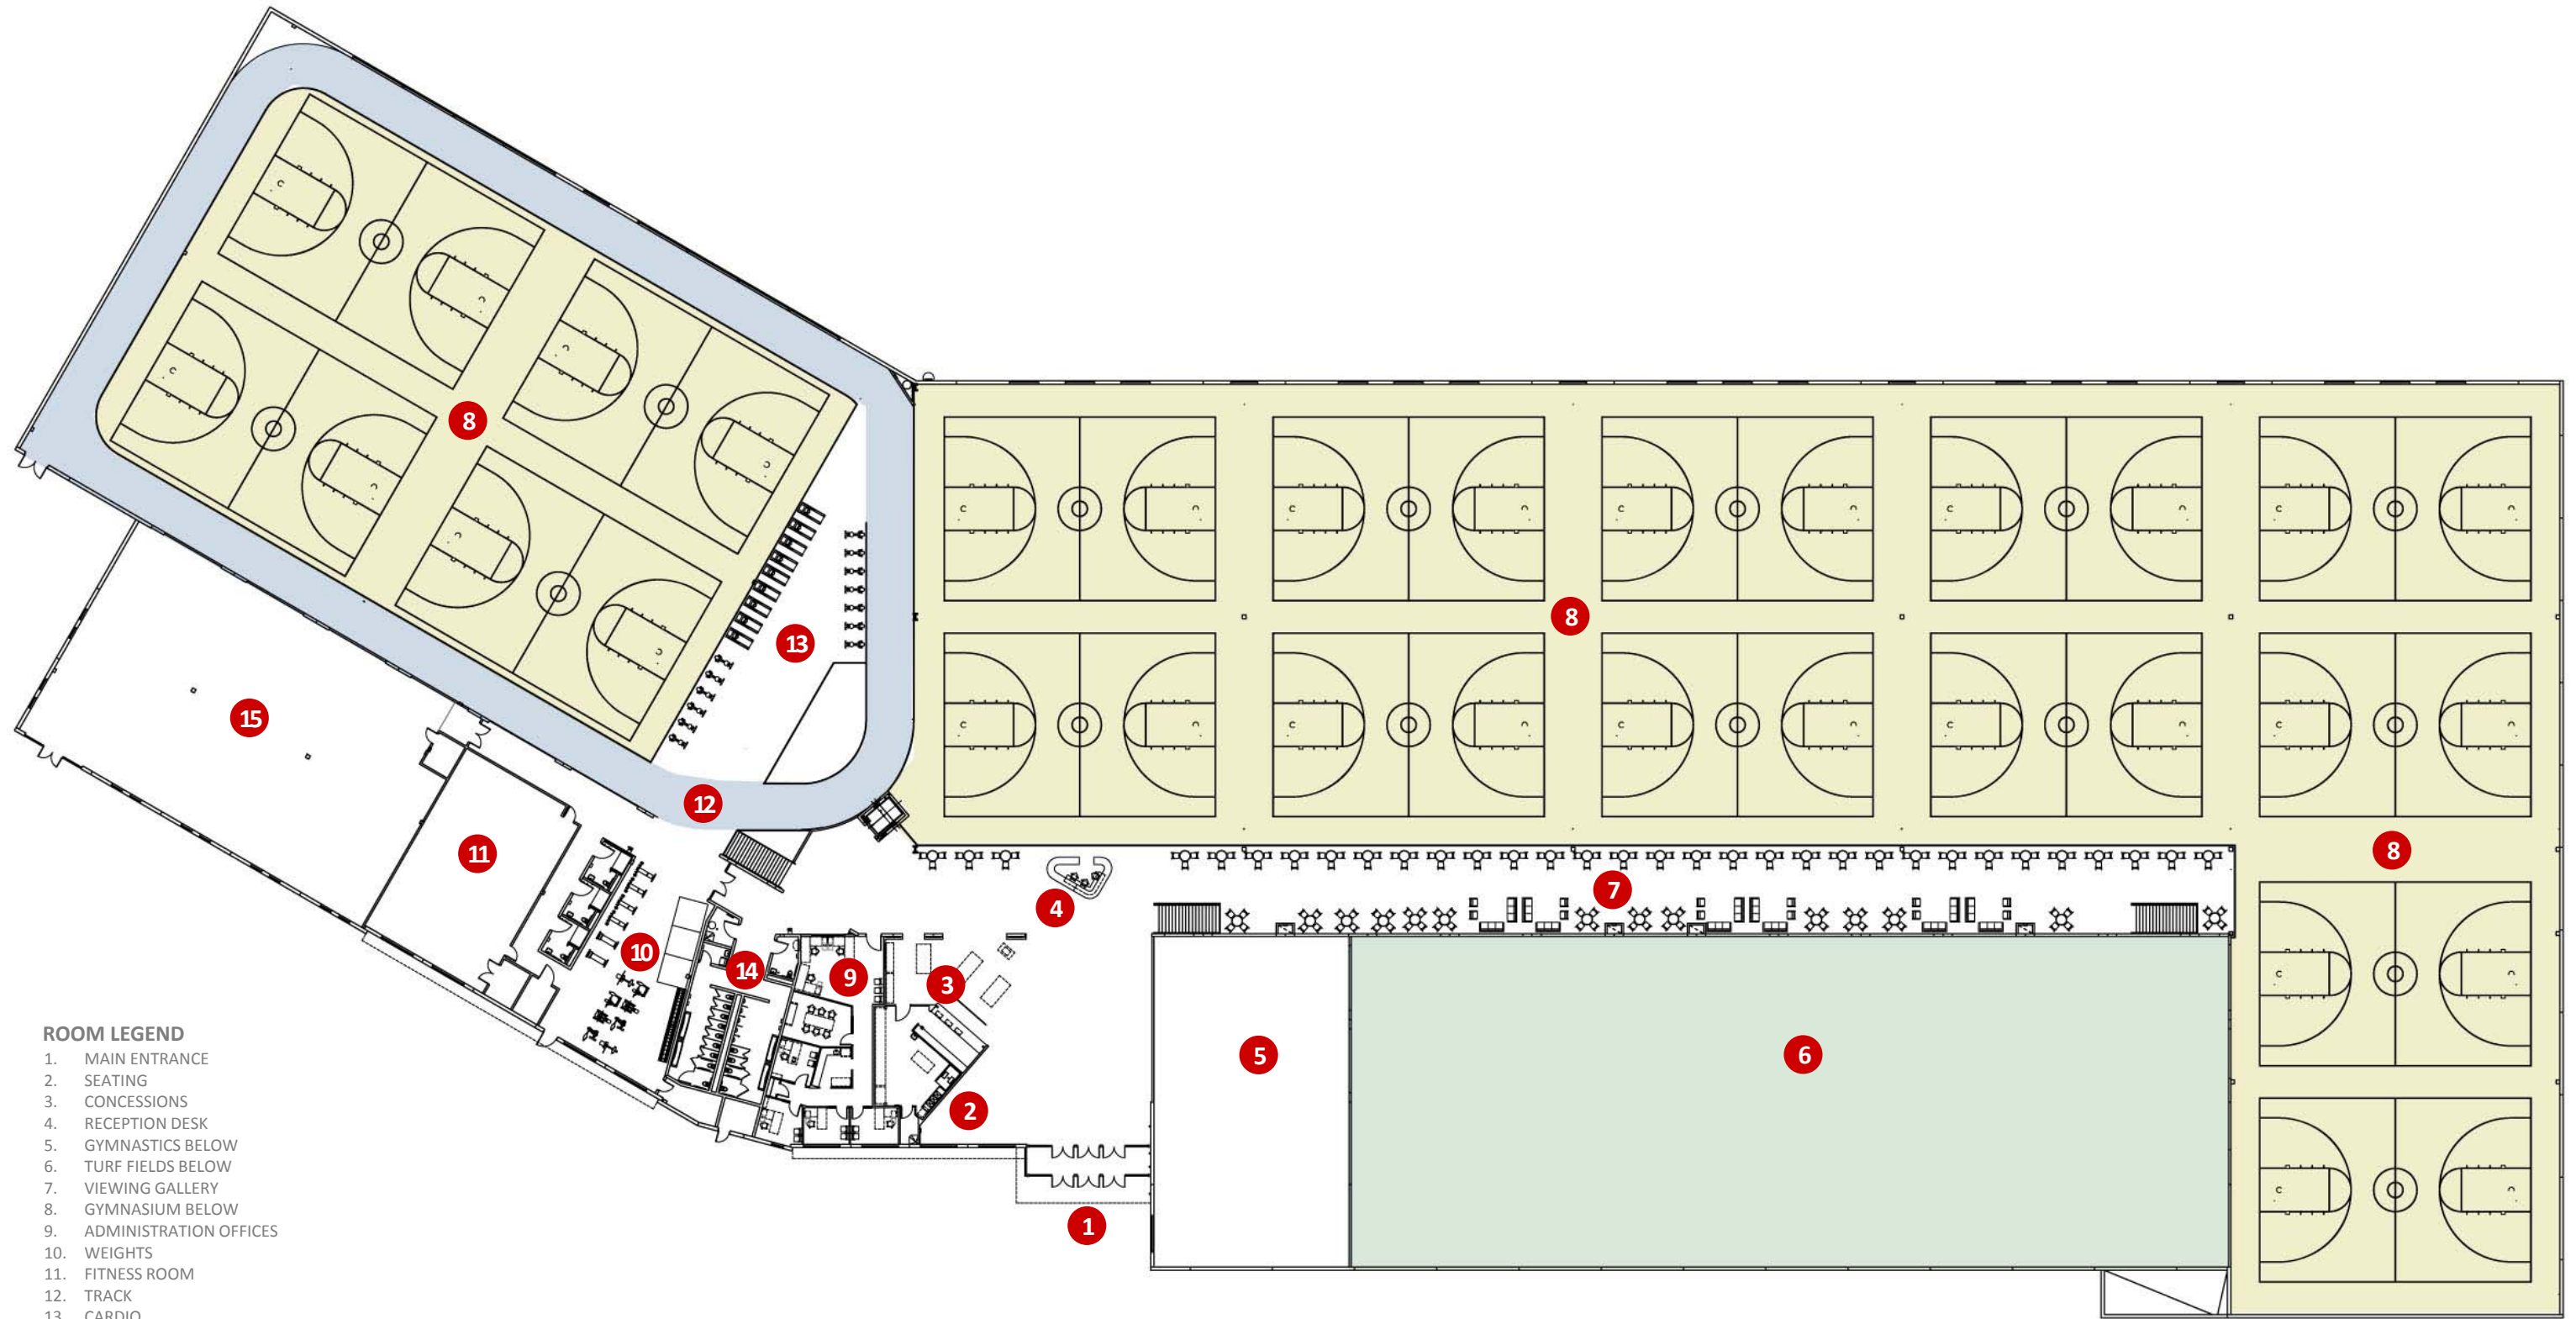 8
8
13
15
12
11
8
7
4
10
14
9
3
5
6
2
1
ROOM LEGEND
1. MAIN ENTRANCE
2. SEATING
3. CONCESSIONS
4. RECEPTION DESK
5. GYMNASTICS BELOW
6. TURF FIELDS BELOW
7. VIEWING GALLERY
8. GYMNASIUM BELOW
9. ADMINISTRATION OFFICES
10. WEIGHTS
11. FITNESS ROOM
12. TRACK
13. CARDIO